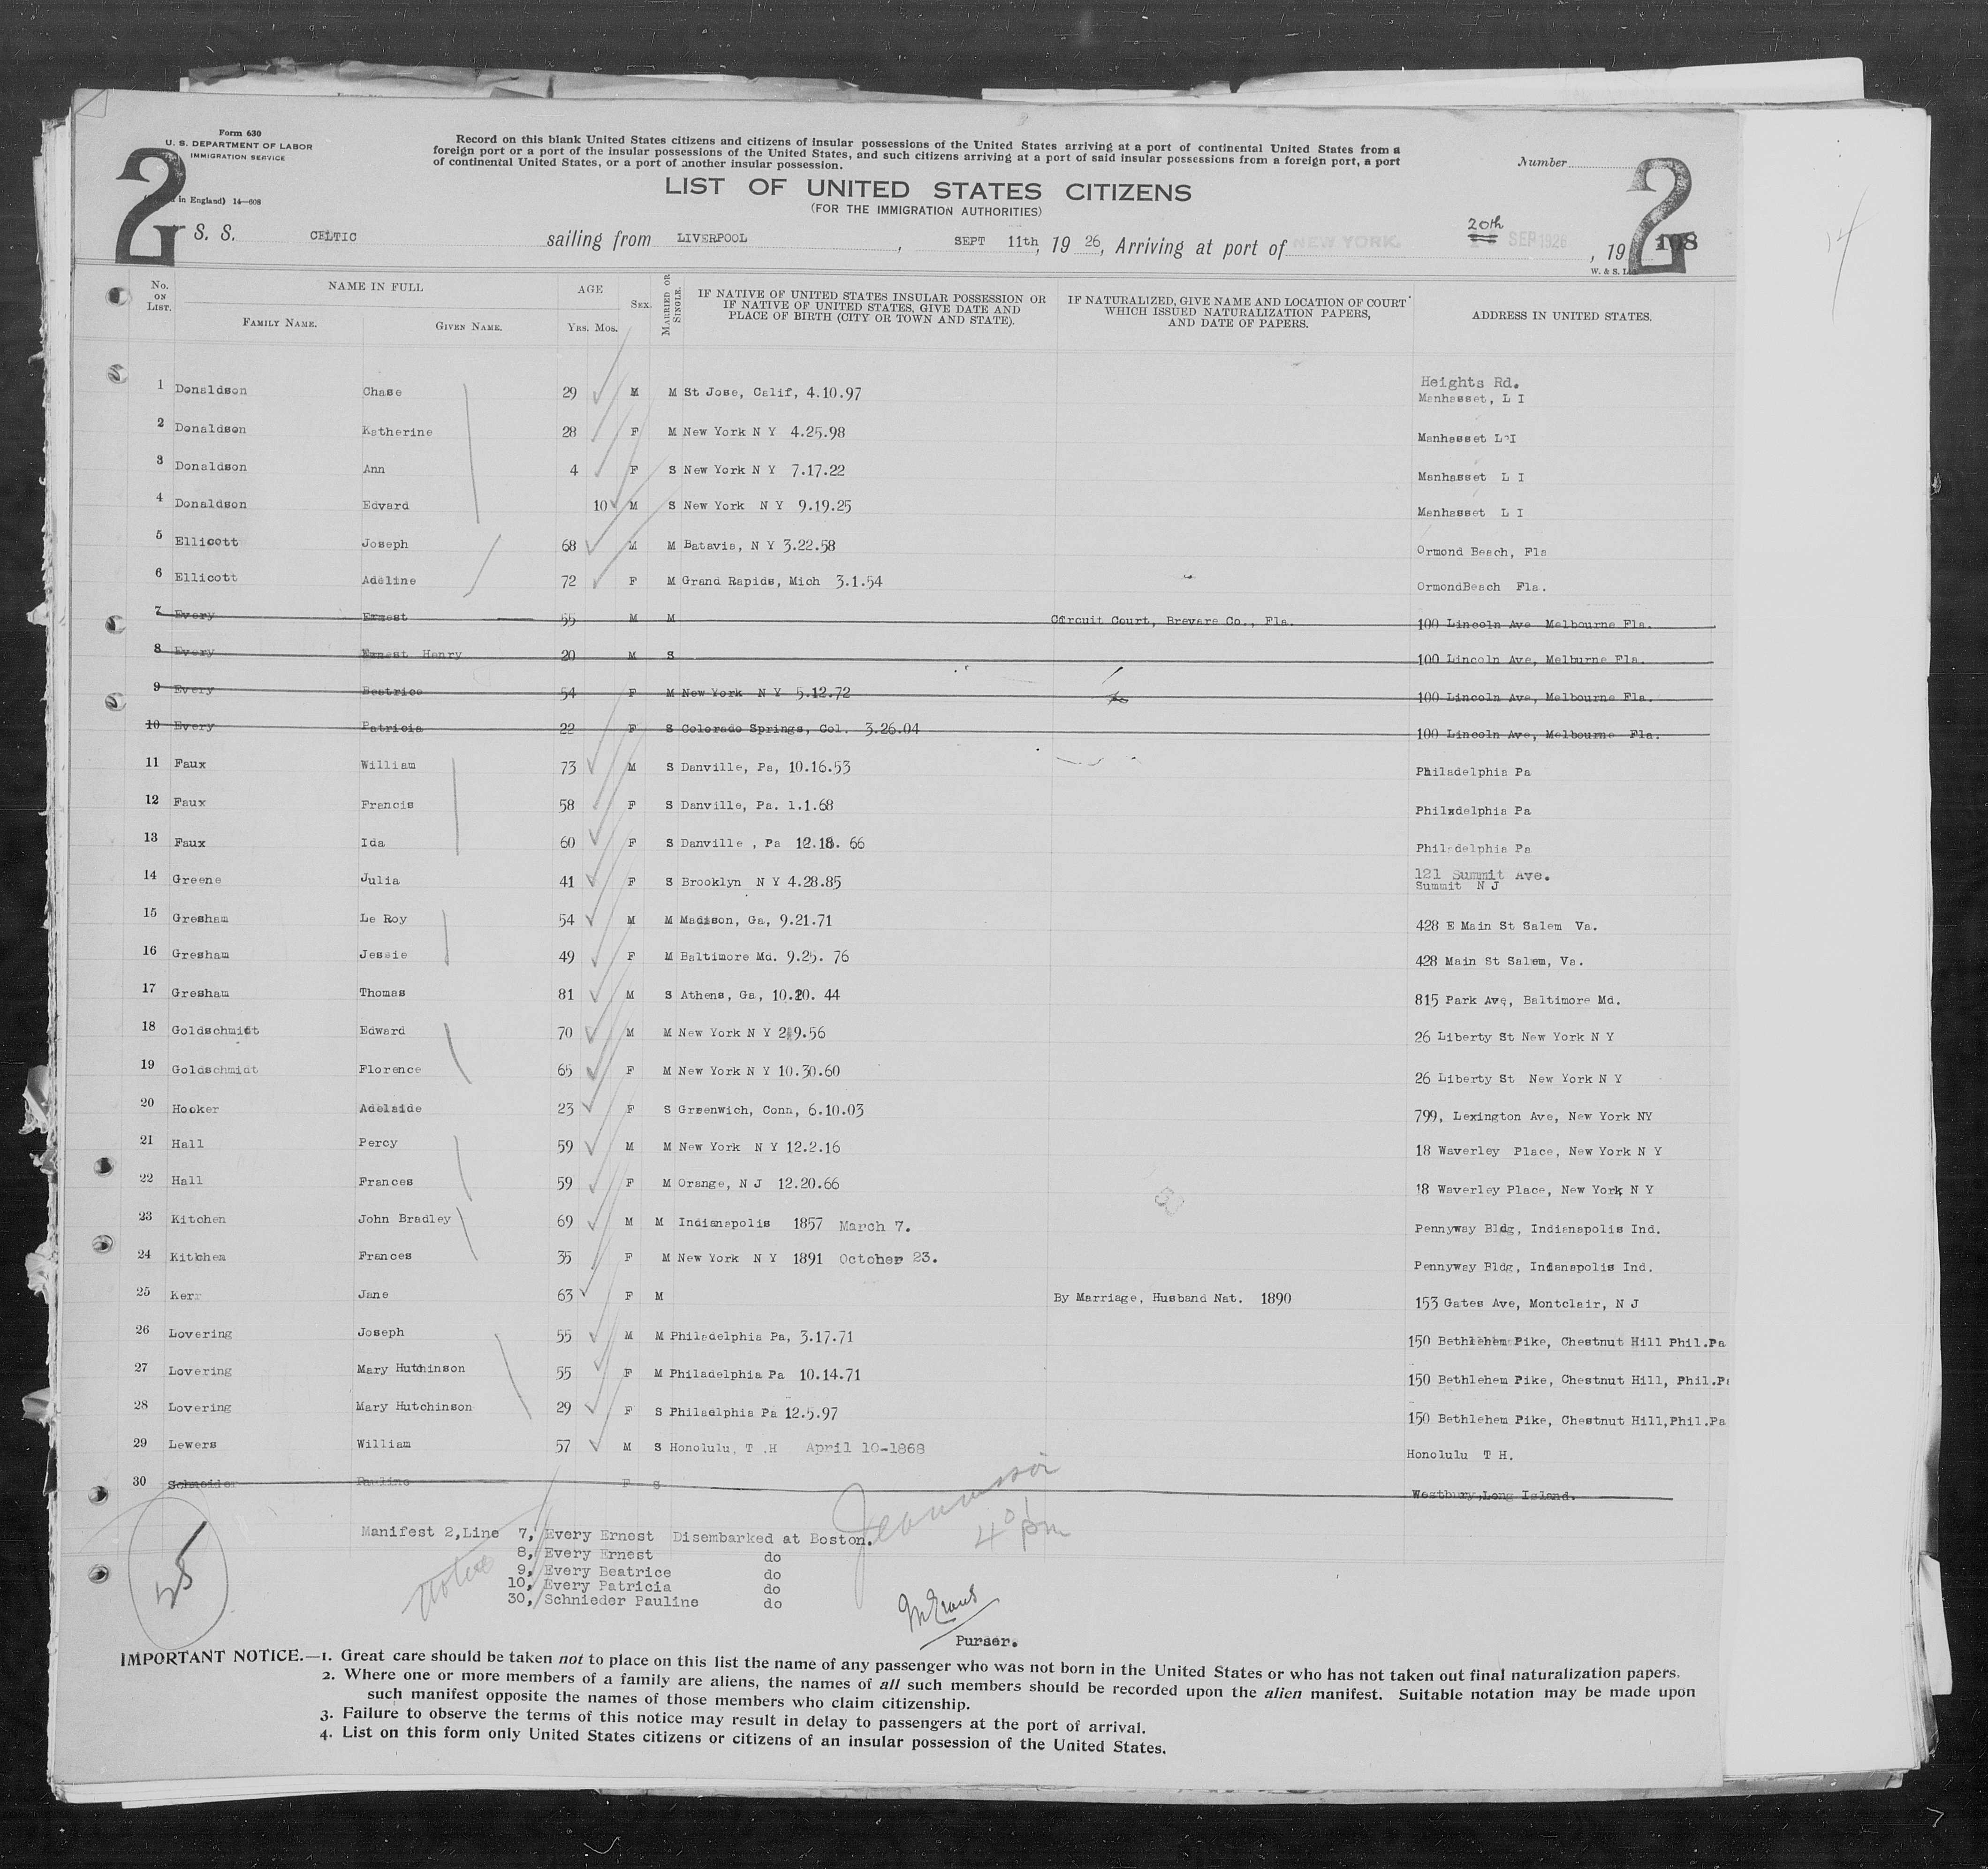 Form 630
U. S. DEPARTMENT OF LABOR
IMMIGRATION SERVICE
in England) 14—608
2
Record on this blank United States citizens and citizens of insular possessions of the United States arriving at a port of continental United States from a
foreign port or a port of the insular possessions of the United States, and such citizens arriving at a port of said insular possessions from a foreign port, a port
of continental United States, or a port of another insular possession.
Number
2
LIST OF UNITED STATES CITIZENS
(FOR THE IMMIGRATION AUTHORITIES)
S. S. CELTIC sailing from LIVERPOOL, SEPT 11th, 19 26, Arriving at port of NEW YORK. 20th SEP 1926, 19 108
W. & S. Ld
No. ON LIST. NAME IN FULL FAMILY NAME. GIVEN NAME. AGE YRS. MOS. SEX. MARRIED OR SINGLE. IF NATIVE OF UNITED STATES INSULAR POSSESSION OR IF NATIVE OF UNITED STATES, GIVE DATE AND PLACE OF BIRTH (CITY OR TOWN AND STATE). IF NATURALIZED, GIVE NAME AND LOCATION OF COURT WHICH ISSUED NATURALIZATION PAPERS, AND DATE OF PAPERS. ADDRESS IN UNITED STATES.
1 Donaldson Chase 29 M M St Jose, Calif, 4.10.97 Heights Rd. Manhasset, L I
2 Donaldson Katherine 28 F M New York N Y 4.25.98 Manhasset L I
3 Donaldson Ann 4 F S New York N Y 7.17.22 Manhasset L I
4 Donaldson Edvard 10 M S New York N Y 9.19.25 Manhasset L I
5 Ellicott Joseph 68 M M Batavia, N Y 3.22.58 Ormond Beach, Fla
6 Ellicott Adeline 72 F M Grand Rapids, Mich 3.1.54 OrmondBeach Fla.
7 Every Ernest 55 M M Circuit Court, Brevare Co., Fla. 100 Lincoln Ave Melbourne Fla.
8 Every Ernest Henry 20 M S 100 Lincoln Ave, Melburne Fla.
9 Every Beatrice 54 F M New York N Y 5.12.72 100 Lincoln Ave, Melbourne Fla.
10 Every Patricia 22 F S Colorado Springs, Col. 3.26.04 100 Lincoln Ave, Melbourne Fla.
11 Faux William 73 M S Danville, Pa, 10.16.53 Philadelphia Pa
12 Faux Francis 58 F S Danville, Pa. 1.1.68 Philadelphia Pa
13 Faux Ida 60 F S Danville , Pa 12.18. 66 Philadelphia Pa
14 Greene Julia 41 F S Brooklyn N Y 4.28.85 121 Summit Ave. Summit N J
15 Gresham Le Roy 54 M M Madison, Ga, 9.21.71 428 E Main St Salem Va.
16 Gresham Jessie 49 F M Baltimore Md. 9.25. 76 428 Main St Salem, Va.
17 Gresham Thomas 81 M S Athens, Ga, 10.20. 44 815 Park Ave, Baltimore Md.
18 Goldschmidt Edward 70 M M New York N Y 2.9.56 26 Liberty St New York N Y
19 Goldschmidt Florence 65 F M New York N Y 10.30.60 26 Liberty St New York N Y
20 Hooker Adelaide 23 F S Greenwich, Conn, 6.10.03 799, Lexington Ave, New York NY
21 Hall Percy 59 M M New York N Y 12.2.16 18 Waverley Place, New York N Y
22 Hall Frances 59 F M Orange, N J 12.20.66 18 Waverley Place, New York N Y
23 Kitchen John Bradley 69 M M Indianapolis 1857 March 7. Pennyway Bldg, Indianapolis Ind.
24 Kitchen Frances 35 F M New York N Y 1891 October 23. Pennyway Bldg, Indanapolis Ind.
25 Kerr Jane 63 F M By Marriage, Husband Nat. 1890 153 Gates Ave, Montclair, N J
26 Lovering Joseph 55 M M Philadelphia Pa, 3.17.71 150 Bethlehem Pike, Chestnut Hill Phil.Pa
27 Lovering Mary Hutchinson 55 F M Philadelphia Pa 10.14.71 150 Bethlehem Pike, Chestnut Hill, Phil.Pa
28 Lovering Mary Hutchinson 29 F S Philadlphia Pa 12.5.97 150 Bethlehem Pike, Chestnut Hill,Phil.Pa
29 Lewers William 57 M S Honolulu, T .H April 10-1868 Honolulu T H.
30 Schneider Pauline F S Westbury,Long Island.
Manifest 2,Line 7, Every Ernest Disembarked at Boston.
8, Every Ernest do
9, Every Beatrice do
10, Every Patricia do
30, Schnieder Pauline do
noted
4 pm
25
Purser.
IMPORTANT NOTICE.—1. Great care should be taken not to place on this list the name of any passenger who was not born in the United States or who has not taken out final naturalization papers.
2. Where one or more members of a family are aliens, the names of all such members should be recorded upon the alien manifest. Suitable notation may be made upon
such manifest opposite the names of those members who claim citizenship.
3. Failure to observe the terms of this notice may result in delay to passengers at the port of arrival.
4. List on this form only United States citizens or citizens of an insular possession of the United States.